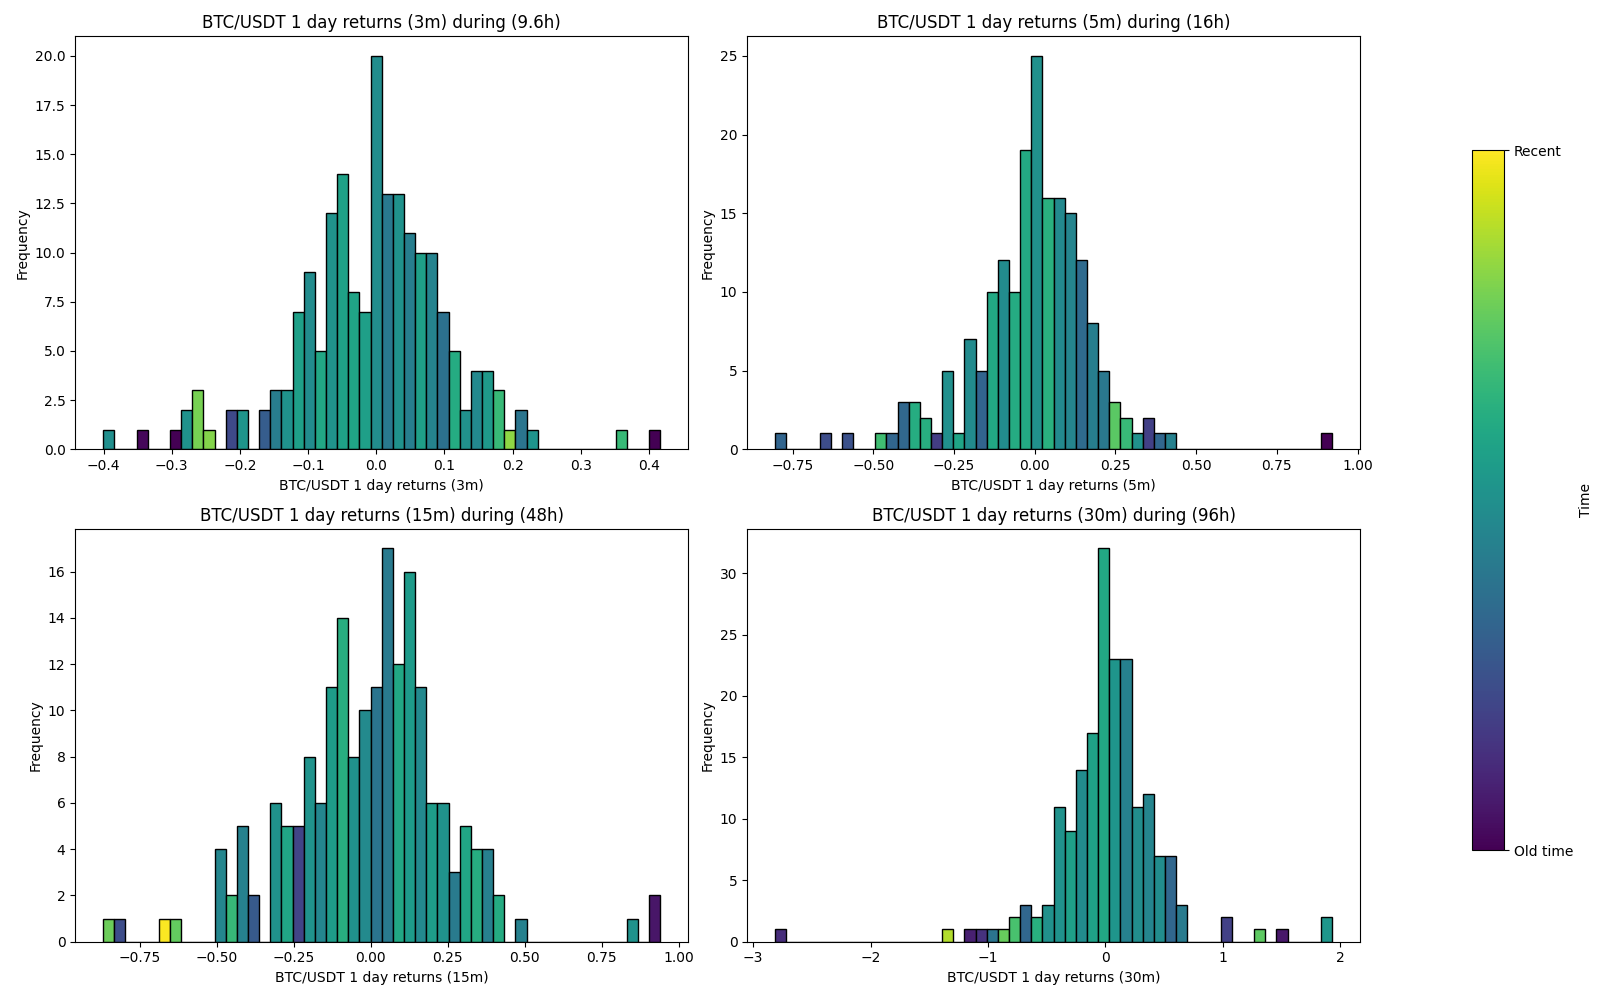 BTC/USDT 1 day returns (3m) during (9.6h)
20.0
17.5
15.0
12.5
10.0
7.5
5.0
2.5
0.0
Frequency
−0.4 −0.3 −0.2 −0.1 0.0 0.1 0.2 0.3 0.4
BTC/USDT 1 day returns (3m)
BTC/USDT 1 day returns (5m) during (16h)
25
20
15
10
5
0
Frequency
−0.75 −0.50 −0.25 0.00 0.25 0.50 0.75 1.00
BTC/USDT 1 day returns (5m)
BTC/USDT 1 day returns (15m) during (48h)
16
14
12
10
8
6
4
2
0
Frequency
−0.75 −0.50 −0.25 0.00 0.25 0.50 0.75 1.00
BTC/USDT 1 day returns (15m)
BTC/USDT 1 day returns (30m) during (96h)
30
25
20
15
10
5
0
Frequency
−3 −2 −1 0 1 2
BTC/USDT 1 day returns (30m)
Recent
Time
Old time